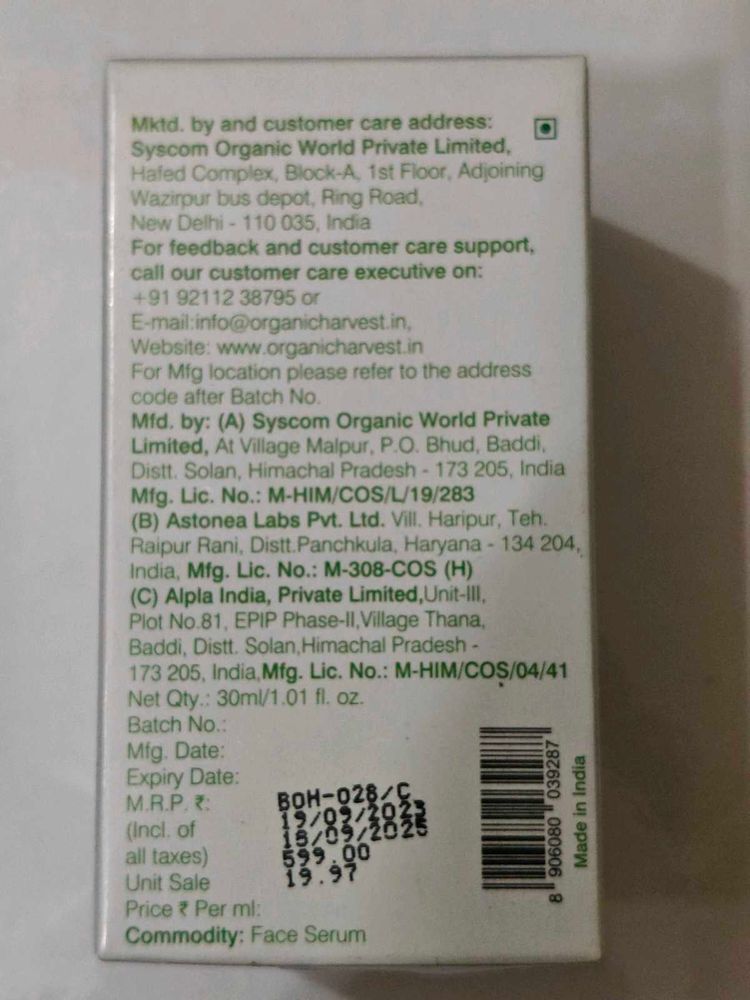 Mktd. by and customer care address:
Syscom Organic World Private Limited,
Hafed Complex, Block-A, 1st Floor, Adjoining
Wazirpur bus depot, Ring Road,
New Delhi - 110 035, India
For feedback and customer care support,
call our customer care executive on:
+91 92112 38795 or
E-mail:info@organicharvest.in,
Website: www.organicharvest.in
For Mfg location please refer to the address
code after Batch No.
Mfd. by: (A) Syscom Organic World Private
Limited, At Village Malpur, P.O. Bhud, Baddi,
Distt. Solan, Himachal Pradesh - 173 205, India
Mfg. Lic. No.: M-HIM/COS/L/19/283
(B) Astonea Labs Pvt. Ltd. Vill. Haripur, Teh.
Raipur Rani, Distt.Panchkula, Haryana - 134 204,
India, Mfg. Lic. No.: M-308-COS (H)
(C) Alpla India, Private Limited,Unit-III,
Plot No.81, EPIP Phase-II,Village Thana,
Baddi, Distt. Solan,Himachal Pradesh -
173 205, India,Mfg. Lic. No.: M-HIM/COS/04/41
Net Qty.: 30ml/1.01 fl. oz.
Batch No.:
Mfg. Date:
Expiry Date:
M.R.P. ₹:
(Incl. of
all taxes)
Unit Sale
Price ₹ Per ml:
Commodity: Face Serum
BOH-028/C
19/09/2023
18/09/2025
599.00
19.97
8 906080 039287
Made in India